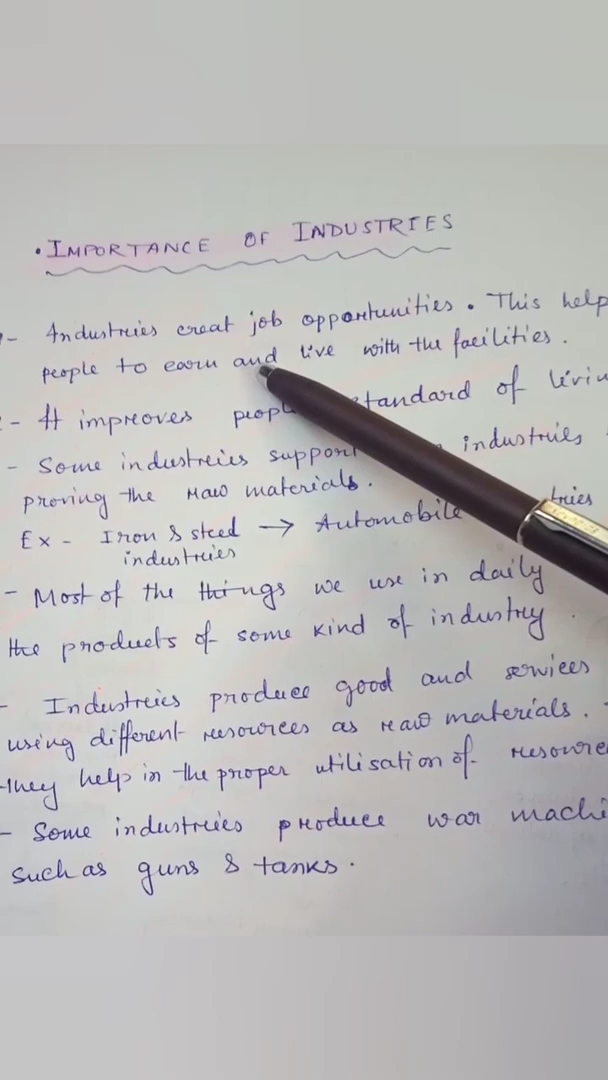 • IMPORTANCE OF INDUSTRIES
- Industries creat job opportunities. This help
people to earn and live with the facilities.
- It improves standard of
- Some industries support industries
proving the raw materials.
Ex - Iron & steel → Automobile
industries
- Most of the things we use in daily
the products of some kind of industry.
- Industries produce good and services
using different resources as raw materials.
They help in the proper utilisation of
- Some industries produce war
such as guns & tanks.